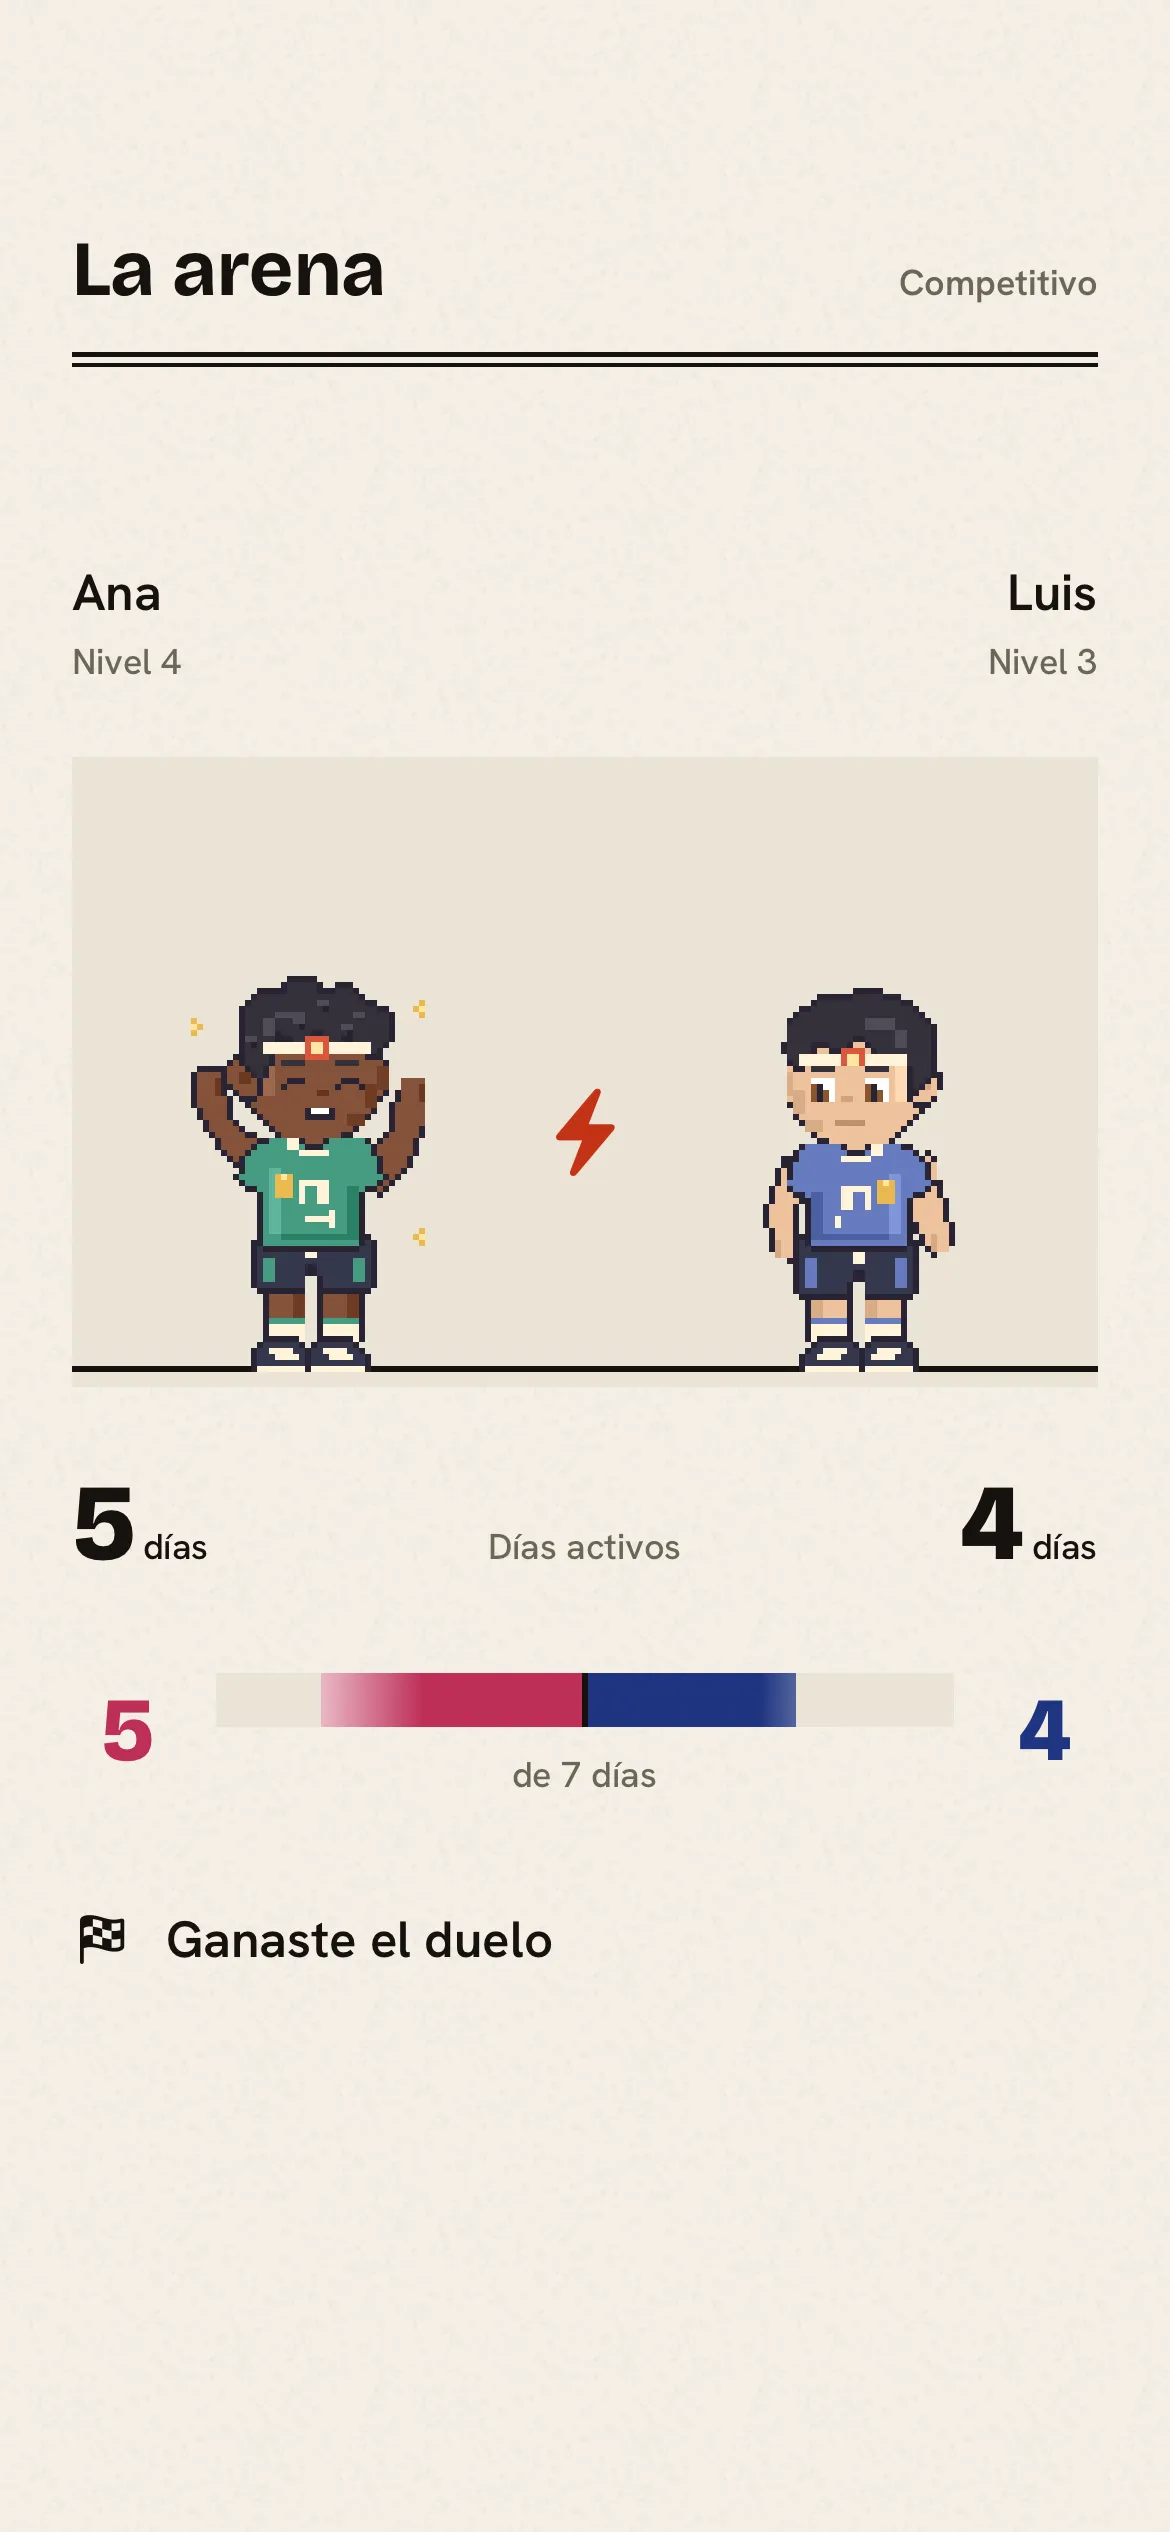 La arena
Competitivo
Ana
Luis
Nivel 4
Nivel 3
5 días
Días activos
4 días
5
4
de 7 días
Ganaste el duelo